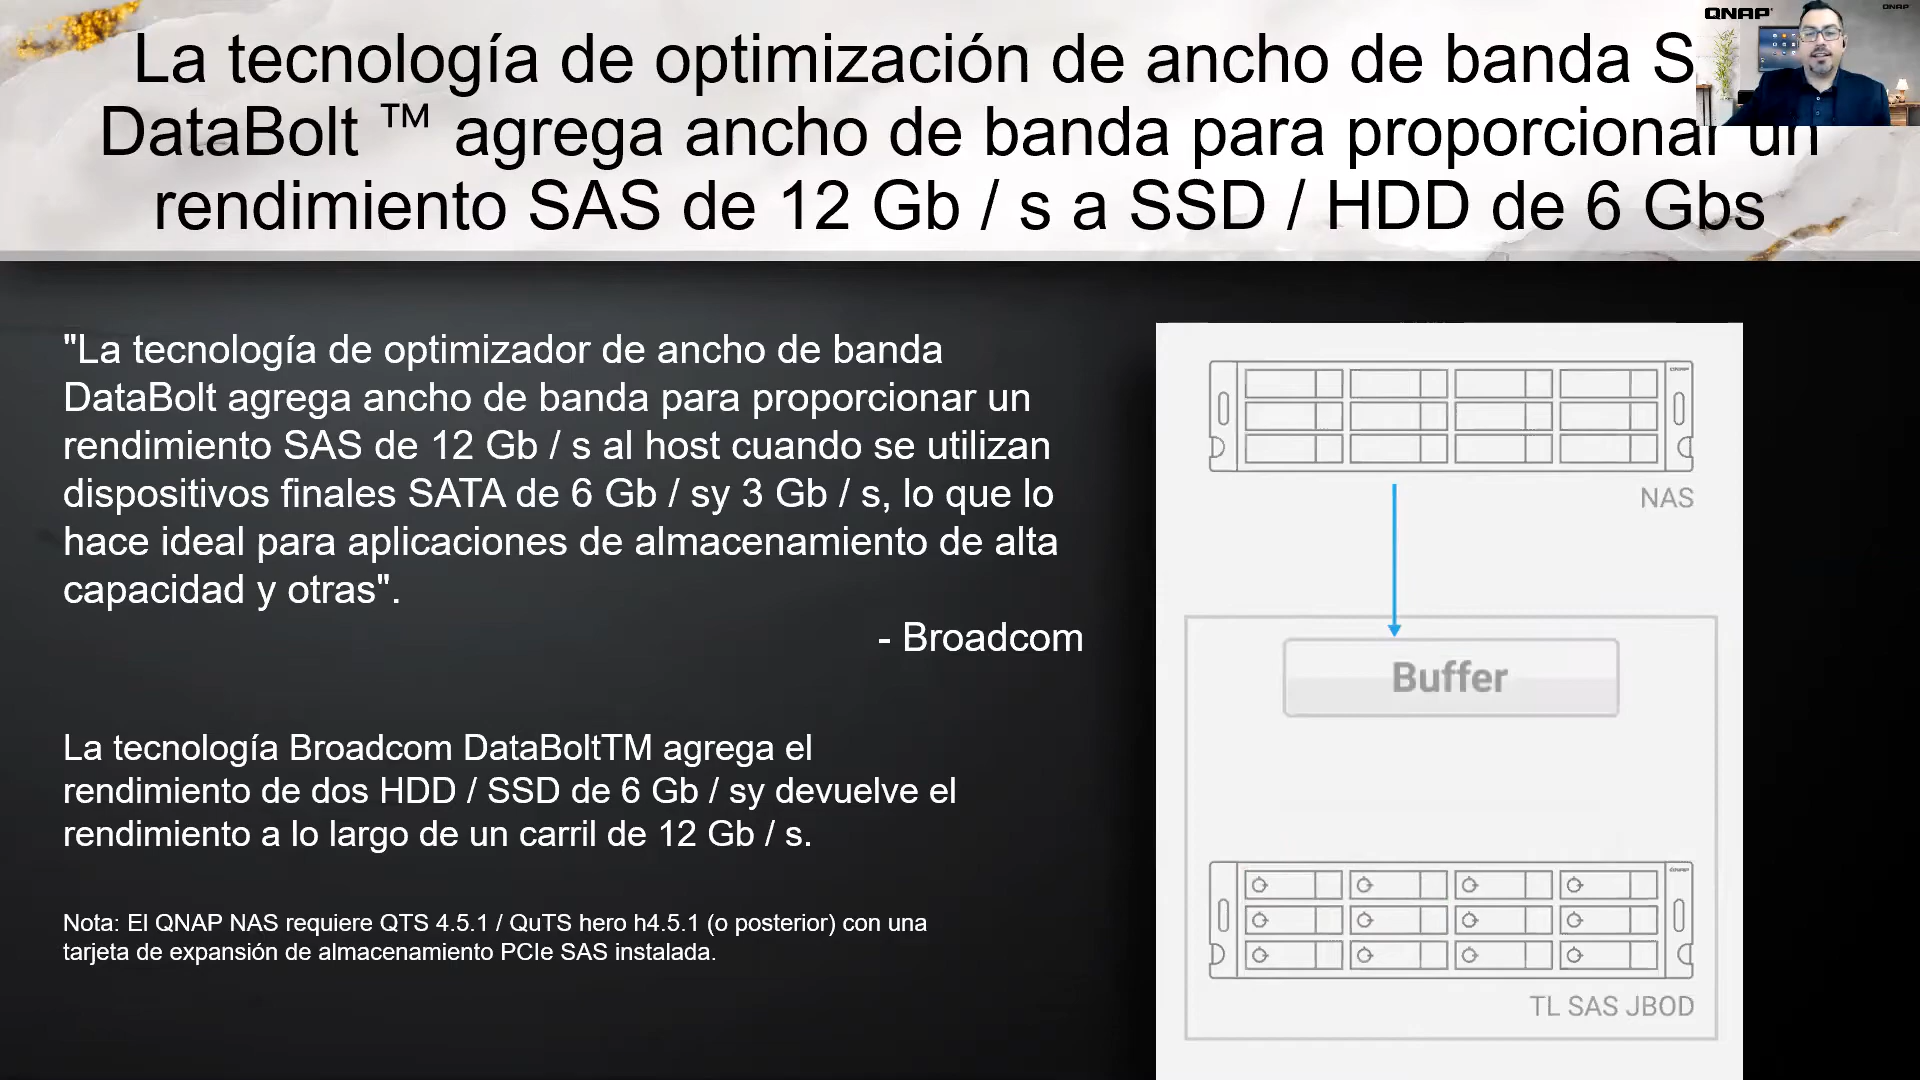 La tecnología de optimización de ancho de banda S
DataBolt ™ agrega ancho de banda para proporcionar un
rendimiento SAS de 12 Gb / s a SSD / HDD de 6 Gbs
QNAP
QNAP
"La tecnología de optimizador de ancho de banda
DataBolt agrega ancho de banda para proporcionar un
rendimiento SAS de 12 Gb / s al host cuando se utilizan
dispositivos finales SATA de 6 Gb / sy 3 Gb / s, lo que lo
hace ideal para aplicaciones de almacenamiento de alta
capacidad y otras".
- Broadcom
La tecnología Broadcom DataBoltTM agrega el
rendimiento de dos HDD / SSD de 6 Gb / sy devuelve el
rendimiento a lo largo de un carril de 12 Gb / s.
Nota: El QNAP NAS requiere QTS 4.5.1 / QuTS hero h4.5.1 (o posterior) con una
tarjeta de expansión de almacenamiento PCIe SAS instalada.
QNAP
NAS
Buffer
QNAP
TL SAS JBOD